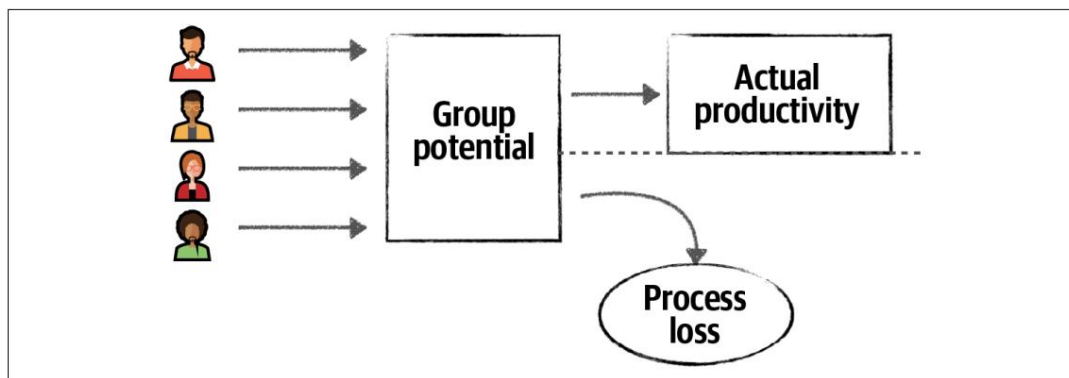 Group
potential
Actual
productivity
Process
loss